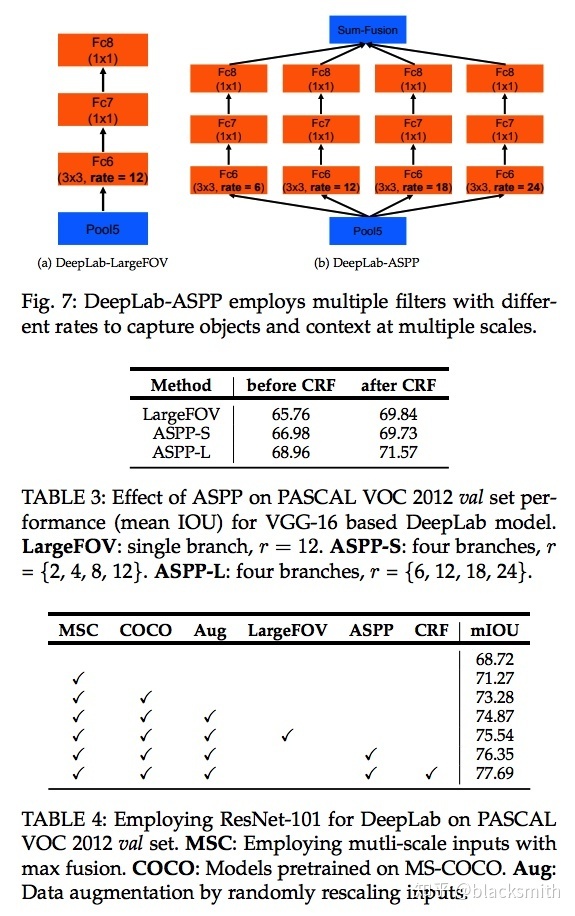 Sum-Fusion
Fc8
(1x1)
Fc8
(1x1)
Fc8
(1x1)
Fc8
(1x1)
Fc8
(1x1)
Fc7
(1x1)
Fc7
(1x1)
Fc7
(1x1)
Fc7
(1x1)
Fc7
(1x1)
Fc6
(3x3, rate = 12)
Fc6
(3x3, rate = 6)
Fc6
(3x3, rate = 12)
Fc6
(3x3, rate = 18)
Fc6
(3x3, rate = 24)
Pool5
Pool5
(a) DeepLab-LargeFOV
(b) DeepLab-ASPP
Fig. 7: DeepLab-ASPP employs multiple filters with differ-
ent rates to capture objects and context at multiple scales.
Method before CRF after CRF
LargeFOV 65.76 69.84
ASPP-S 66.98 69.73
ASPP-L 68.96 71.57
TABLE 3: Effect of ASPP on PASCAL VOC 2012 val set per-
formance (mean IOU) for VGG-16 based DeepLab model.
LargeFOV: single branch, r = 12. ASPP-S: four branches, r
= {2, 4, 8, 12}. ASPP-L: four branches, r = {6, 12, 18, 24}.
MSC COCO Aug LargeFOV ASPP CRF mIOU
68.72
✓ 71.27
✓ ✓ 73.28
✓ ✓ ✓ 74.87
✓ ✓ ✓ ✓ 75.54
✓ ✓ ✓ ✓ 76.35
✓ ✓ ✓ ✓ ✓ 77.69
TABLE 4: Employing ResNet-101 for DeepLab on PASCAL
VOC 2012 val set. MSC: Employing mutli-scale inputs with
max fusion. COCO: Models pretrained on MS-COCO. Aug:
Data augmentation by randomly rescaling inputs.
知乎 @blacksmith